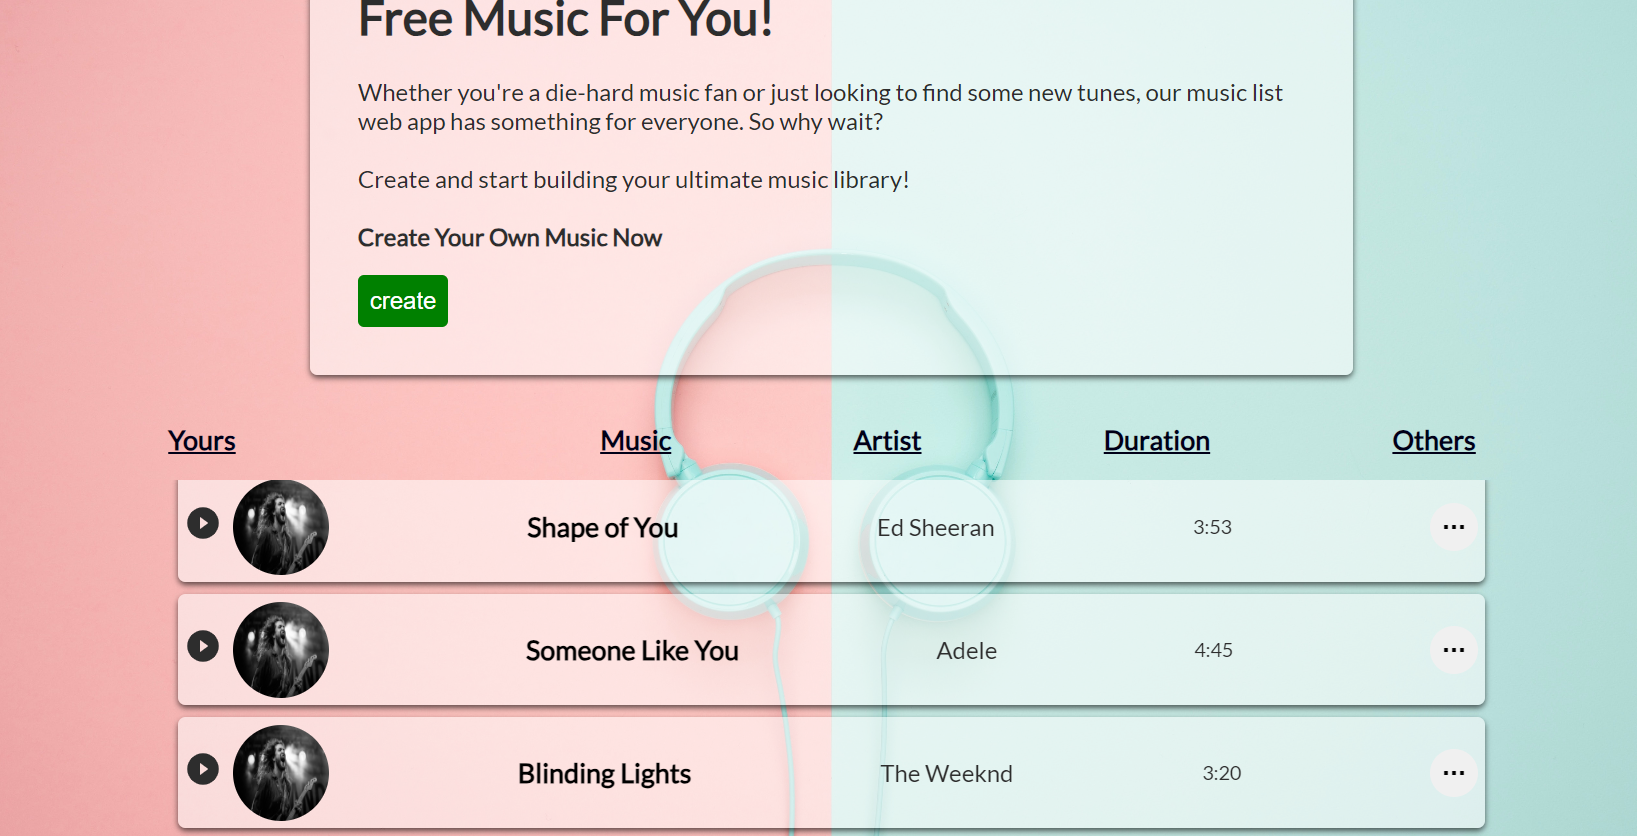 Free Music For You!
Whether you're a die-hard music fan or just looking to find some new tunes, our music list
web app has something for everyone. So why wait?
Create and start building your ultimate music library!
Create Your Own Music Now
create
Yours Music Artist Duration Others
Shape of You Ed Sheeran 3:53 ...
Someone Like You Adele 4:45 ...
Blinding Lights The Weeknd 3:20 ...